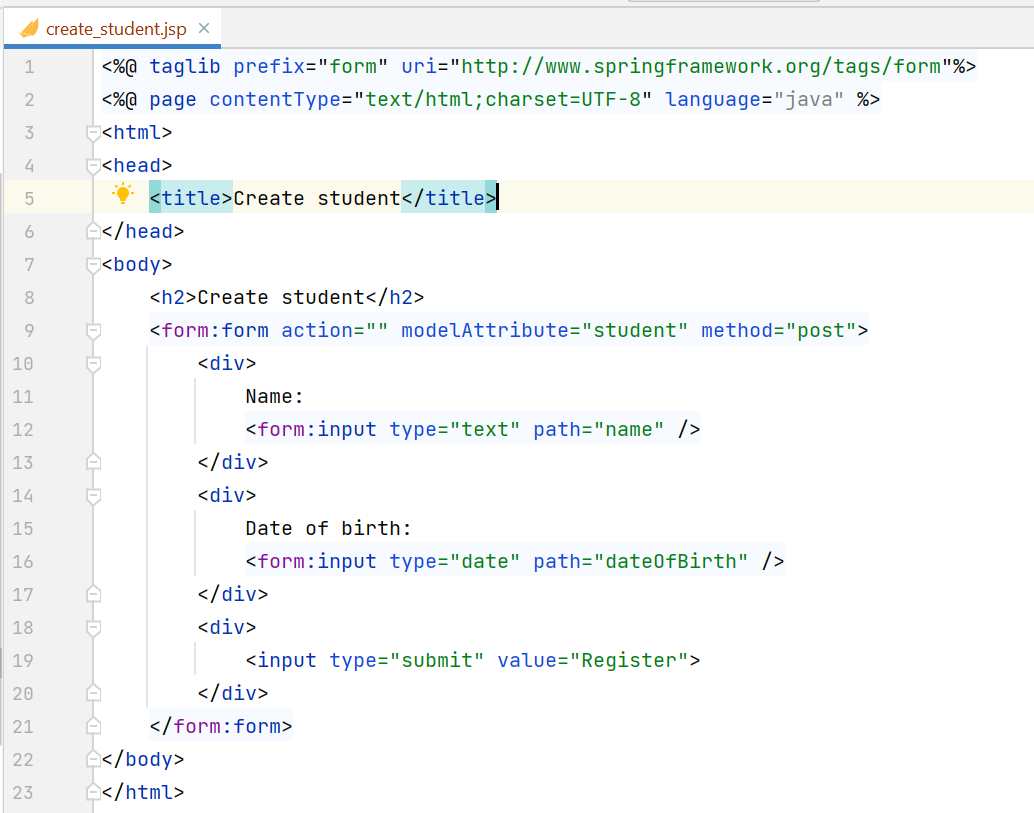 create_student.jsp
1 <%@ taglib prefix="form" uri="http://www.springframework.org/tags/form"%>
2 <%@ page contentType="text/html;charset=UTF-8" language="java" %>
3 <html>
4 <head>
5     <title>Create student</title>
6 </head>
7 <body>
8     <h2>Create student</h2>
9     <form:form action="" modelAttribute="student" method="post">
10         <div>
11             Name:
12             <form:input type="text" path="name" />
13         </div>
14         <div>
15             Date of birth:
16             <form:input type="date" path="dateOfBirth" />
17         </div>
18         <div>
19             <input type="submit" value="Register">
20         </div>
21     </form:form>
22 </body>
23 </html>